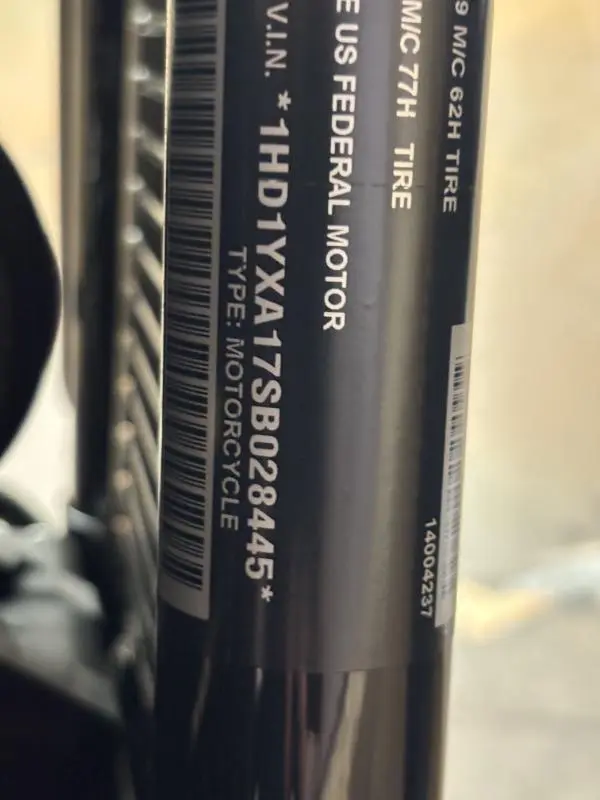 9 M/C 62H TIRE
M/C 77H TIRE
E US FEDERAL MOTOR
V.I.N. *1HD1YXA17SB028445*
TYPE: MOTORCYCLE
14004237